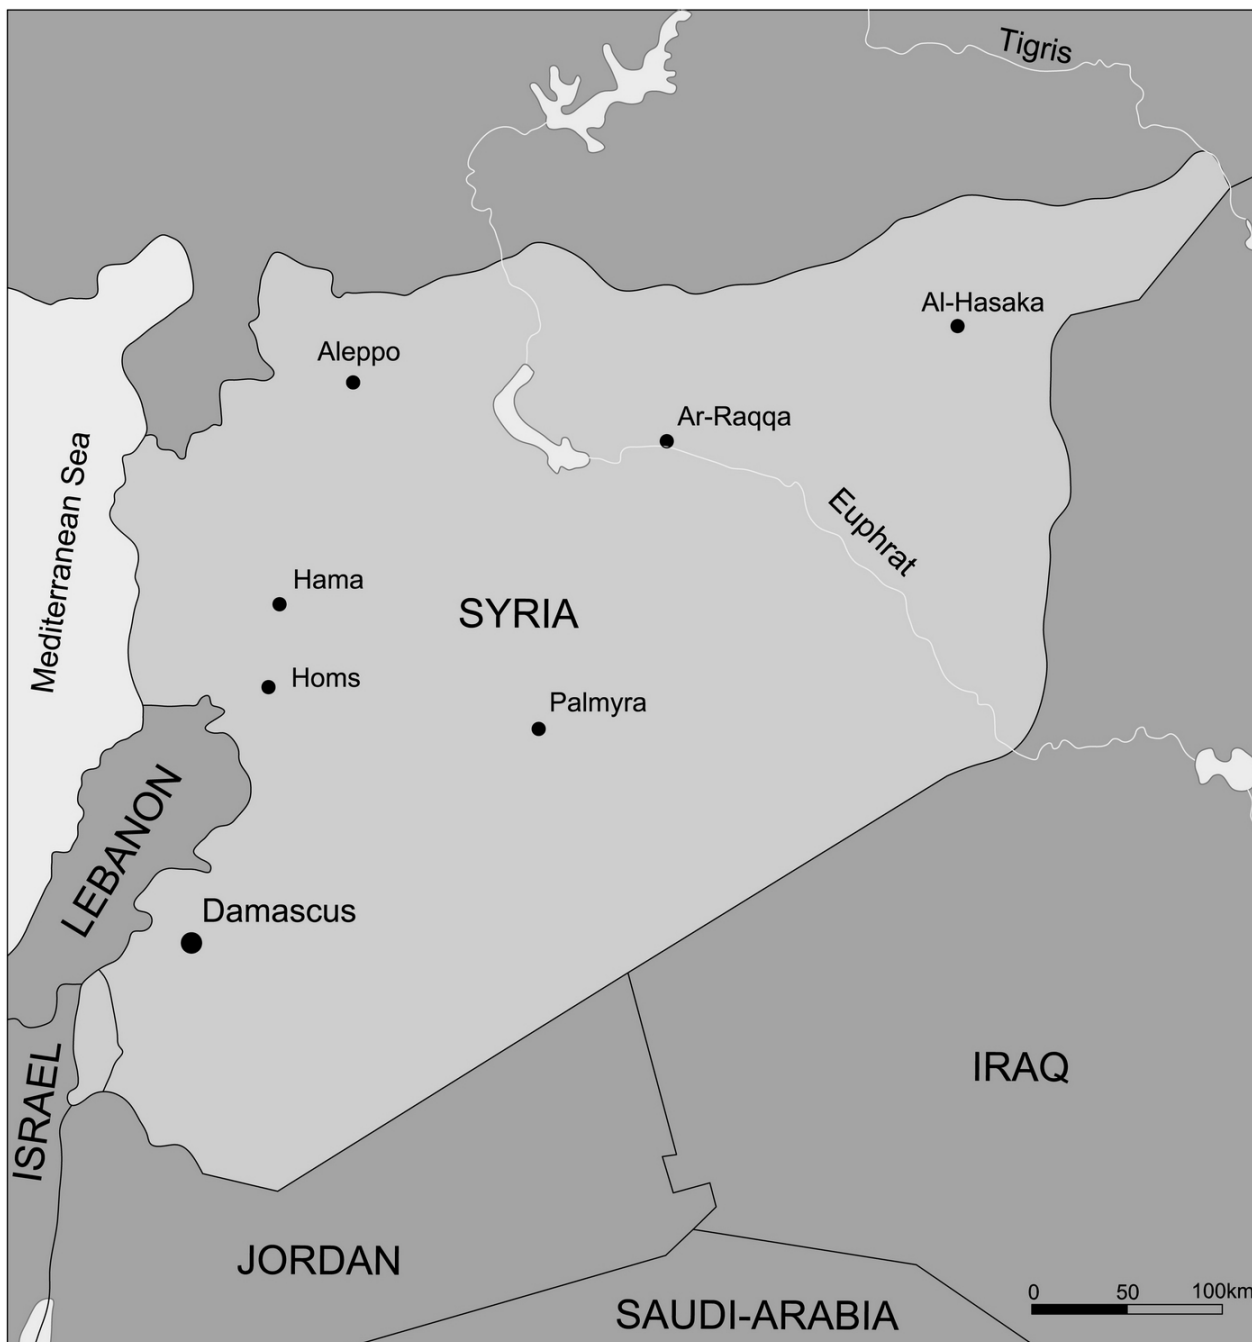 Tigris
Al-Hasaka
Aleppo
Ar-Raqqa
Mediterranean Sea
Euphrat
Hama
SYRIA
Homs
Palmyra
LEBANON
Damascus
ISRAEL
IRAQ
JORDAN
SAUDI-ARABIA
0 50 100km